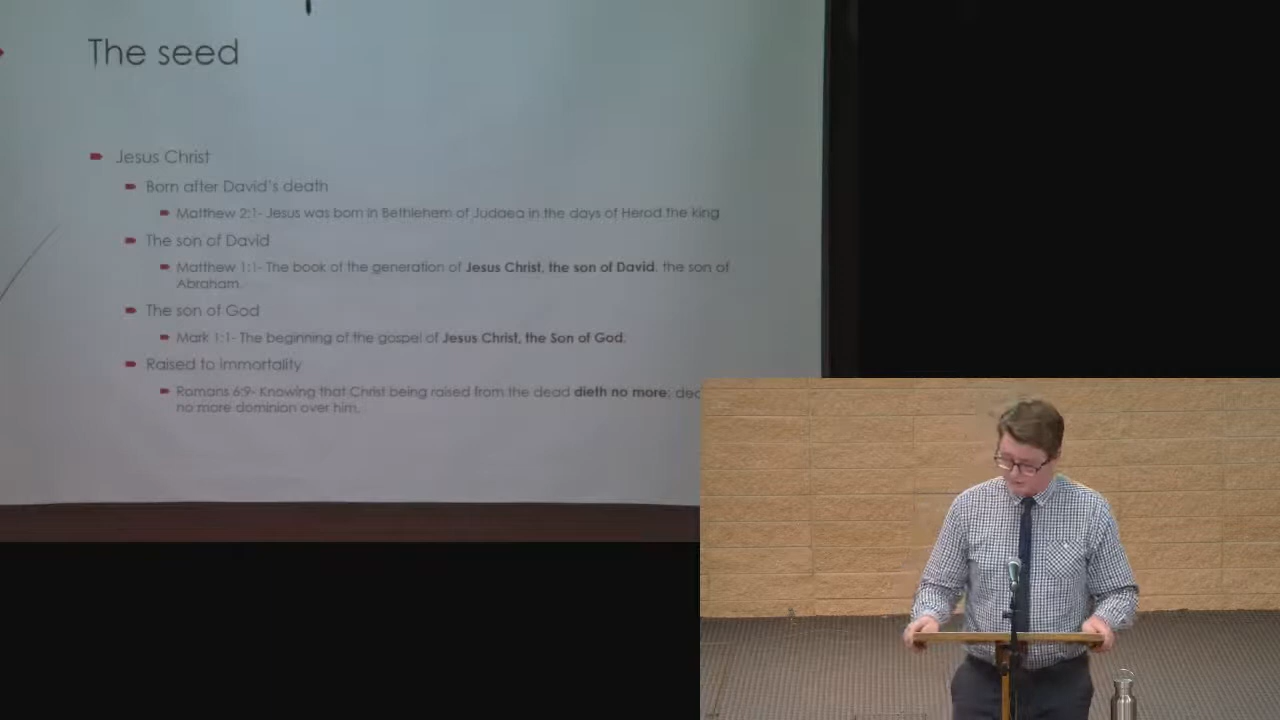 The seed
Jesus Christ
Born after David's death
Matthew 2:1- Jesus was born in Bethlehem of Judaea in the days of Herod the king
The son of David
Matthew 1:1- The book of the generation of Jesus Christ, the son of David, the son of
Abraham.
The son of God
Mark 1:1- The beginning of the gospel of Jesus Christ, the Son of God.
Raised to immortality
Romans 6:9- Knowing that Christ being raised from the dead dieth no more;
no more dominion over him.